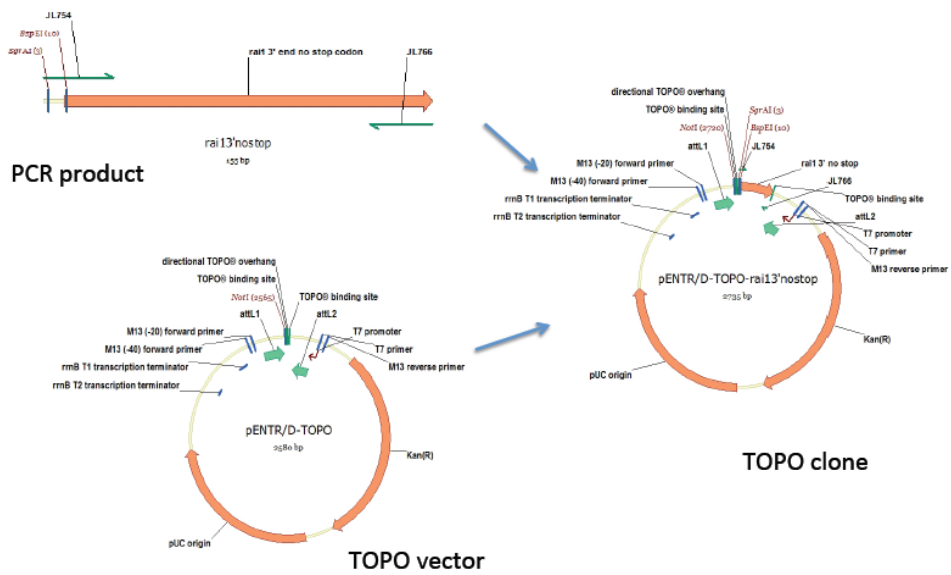 JL754
BspEI (10)
SgrAI (3)
rai1 3' end no stop codon
JL766
rai13'nostop
155 bp
PCR product
directional TOPO® overhang
TOPO® binding site
NotI (2720)
attL1
M13 (-20) forward primer
M13 (-40) forward primer
rrnB T1 transcription terminator
rrnB T2 transcription terminator
SgrAI (3)
BspEI (10)
JL754
rai1 3' no stop
JL766
TOPO® binding site
attL2
T7 promoter
T7 primer
M13 reverse primer
pENTR/D-TOPO-rai13'nostop
2735 bp
Kan(R)
pUC origin
TOPO clone
directional TOPO® overhang
TOPO® binding site
NotI (2565)
attL1
TOPO® binding site
attL2
M13 (-20) forward primer
M13 (-40) forward primer
rrnB T1 transcription terminator
rrnB T2 transcription terminator
T7 promoter
T7 primer
M13 reverse primer
pENTR/D-TOPO
2580 bp
Kan(R)
pUC origin
TOPO vector